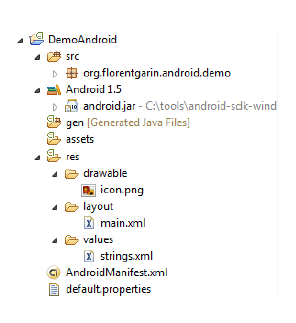 DemoAndroid
src
org.florentgarin.android.demo
Android 1.5
android.jar - C:\tools\android-sdk-wind
gen [Generated Java Files]
assets
res
drawable
icon.png
layout
main.xml
values
strings.xml
AndroidManifest.xml
default.properties